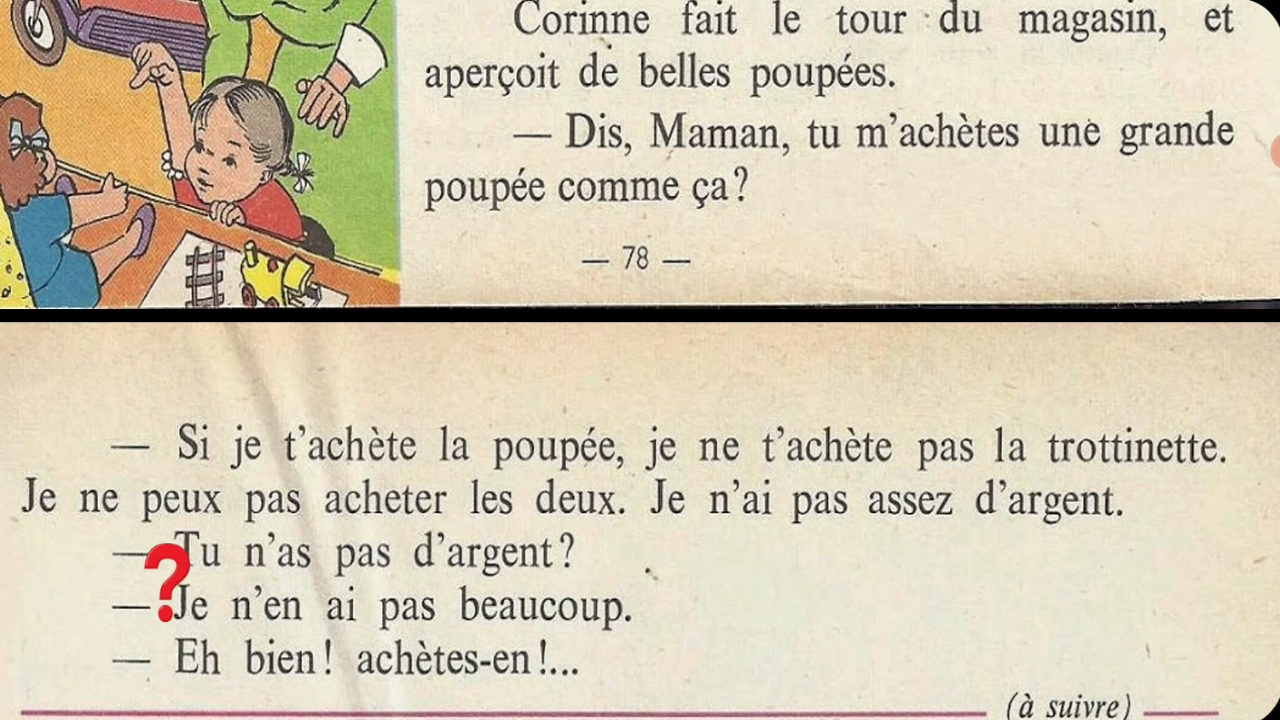 Corinne fait le tour du magasin, et
aperçoit de belles poupées.
— Dis, Maman, tu m'achètes une grande
poupée comme ça?
— 78 —
— Si je t'achète la poupée, je ne t'achète pas la trottinette.
Je ne peux pas acheter les deux. Je n'ai pas assez d'argent.
— Tu n'as pas d'argent?
?
— Je n'en ai pas beaucoup.
— Eh bien! achètes-en!...
(à suivre)